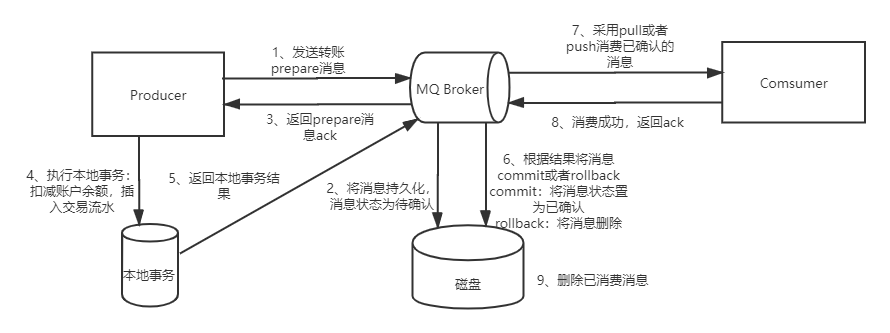 1、发送转账
prepare消息
Producer
3、返回prepare消
息ack
MQ Broker
7、采用pull或者
push消费已确认的
消息
Comsumer
8、消费成功，返回ack
4、执行本地事务：
扣减账户余额，插
入交易流水
5、返回本地事务结
果
2、将消息持久化，
消息状态为待确认
6、根据结果将消息
commit或者rollback
commit：将消息状态置
为已确认
rollback：将消息删除
本地事务
磁盘
9、删除已消费消息